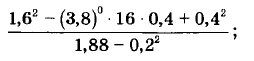 1,6² − (3,8)⁰ · 16 · 0,4 + 0,4²
1,88 − 0,2²
;